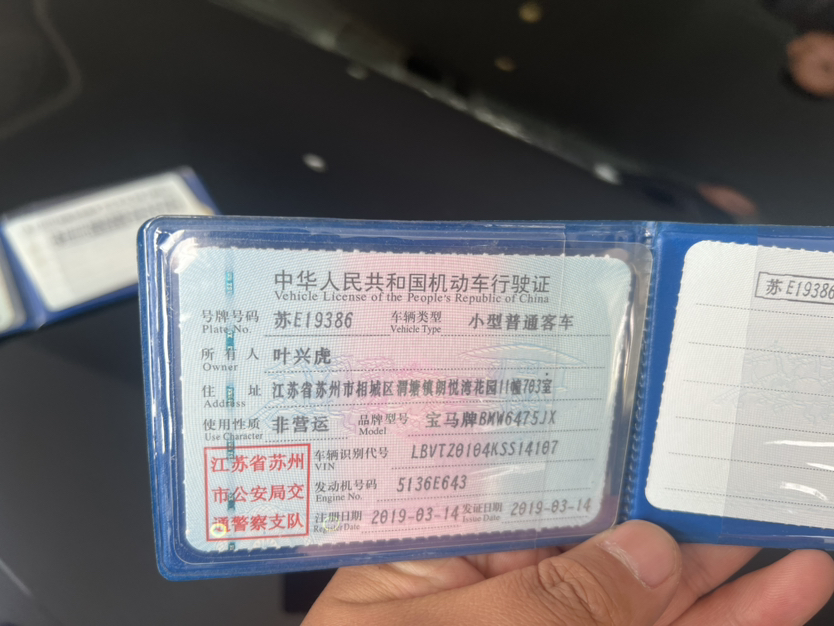 中华人民共和国机动车行驶证
Vehicle License of the People's Republic of China
号牌号码 苏E19386 车辆类型 小型普通客车
Plate No. Vehicle Type
所有人 叶兴虎
Owner
住址 江苏省苏州市相城区渭塘镇朗悦湾花园11幢703室
Address
使用性质 非营运 品牌型号 宝马牌BMW6475JX
Use Character Model
江苏省苏州
市公安局交
通警察支队
车辆识别代号 LBVTZ0104KSS14107
VIN
发动机号码 5136E643
Engine No.
注册日期 2019-03-14 发证日期 2019-03-14
Register Date Issue Date
苏E19386